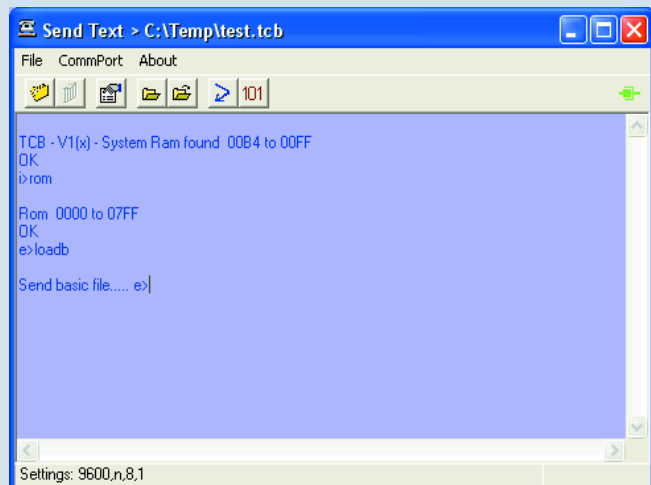 Send Text > C:\Temp\test.tcb
File CommPort About
101
TCB - V1(x) - System Ram found 00B4 to 00FF
OK
i>rom
Rom 0000 to 07FF
OK
e>loadb
Send basic file..... e>
Settings: 9600,n,8,1